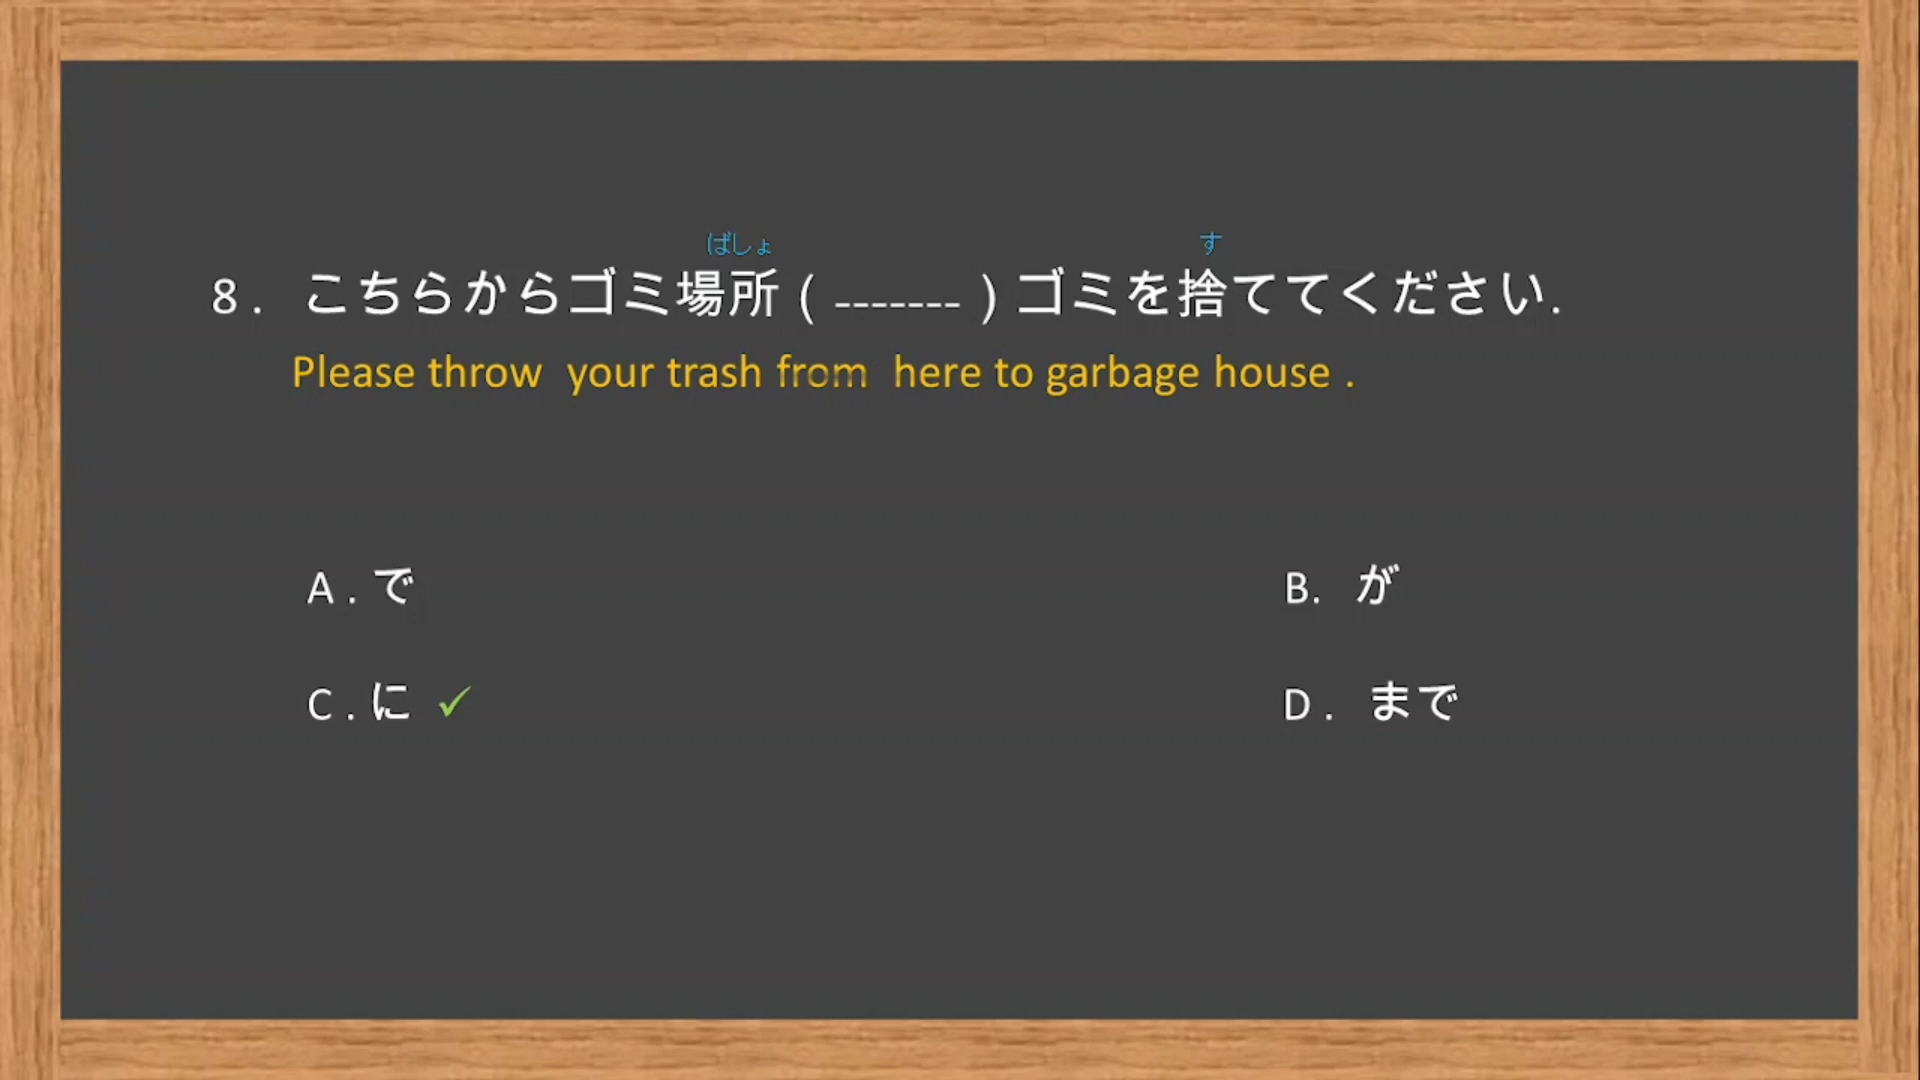 ばしょ す
8. こちらからゴミ場所 ( ------- ) ゴミを捨ててください.
Please throw your trash from here to garbage house .
A . で
B. が
C . に ✓
D . まで